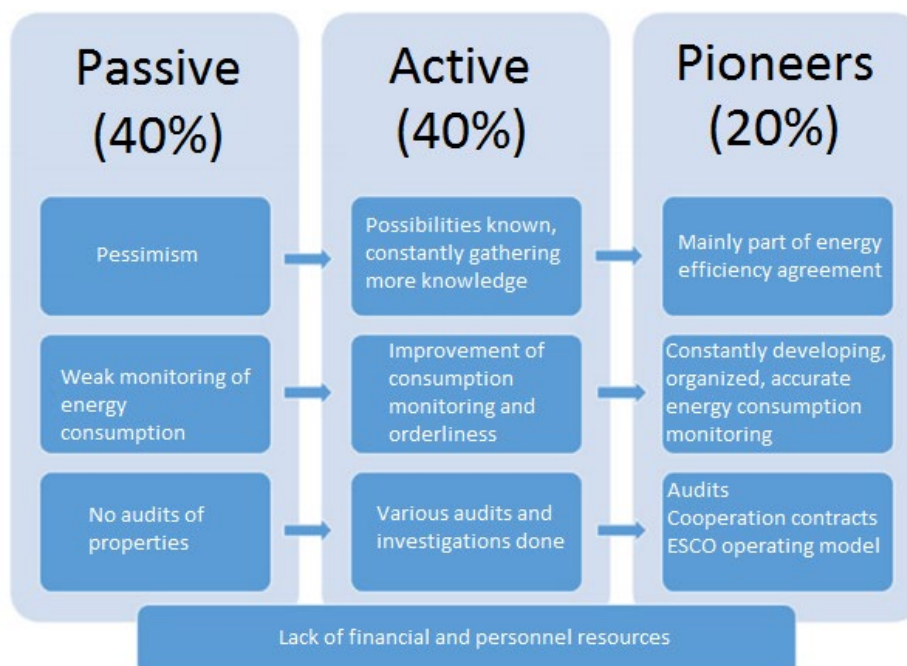 Passive
(40%)
Pessimism
Weak monitoring of
energy
consumption
No audits of
properties
Active
(40%)
Possibilities known,
constantly gathering
more knowledge
Improvement of
consumption
monitoring and
orderliness
Various audits and
investigations done
Pioneers
(20%)
Mainly part of energy
efficiency agreement
Constantly developing,
organized, accurate
energy consumption
monitoring
Audits
Cooperation contracts
ESCO operating model
Lack of financial and personnel resources